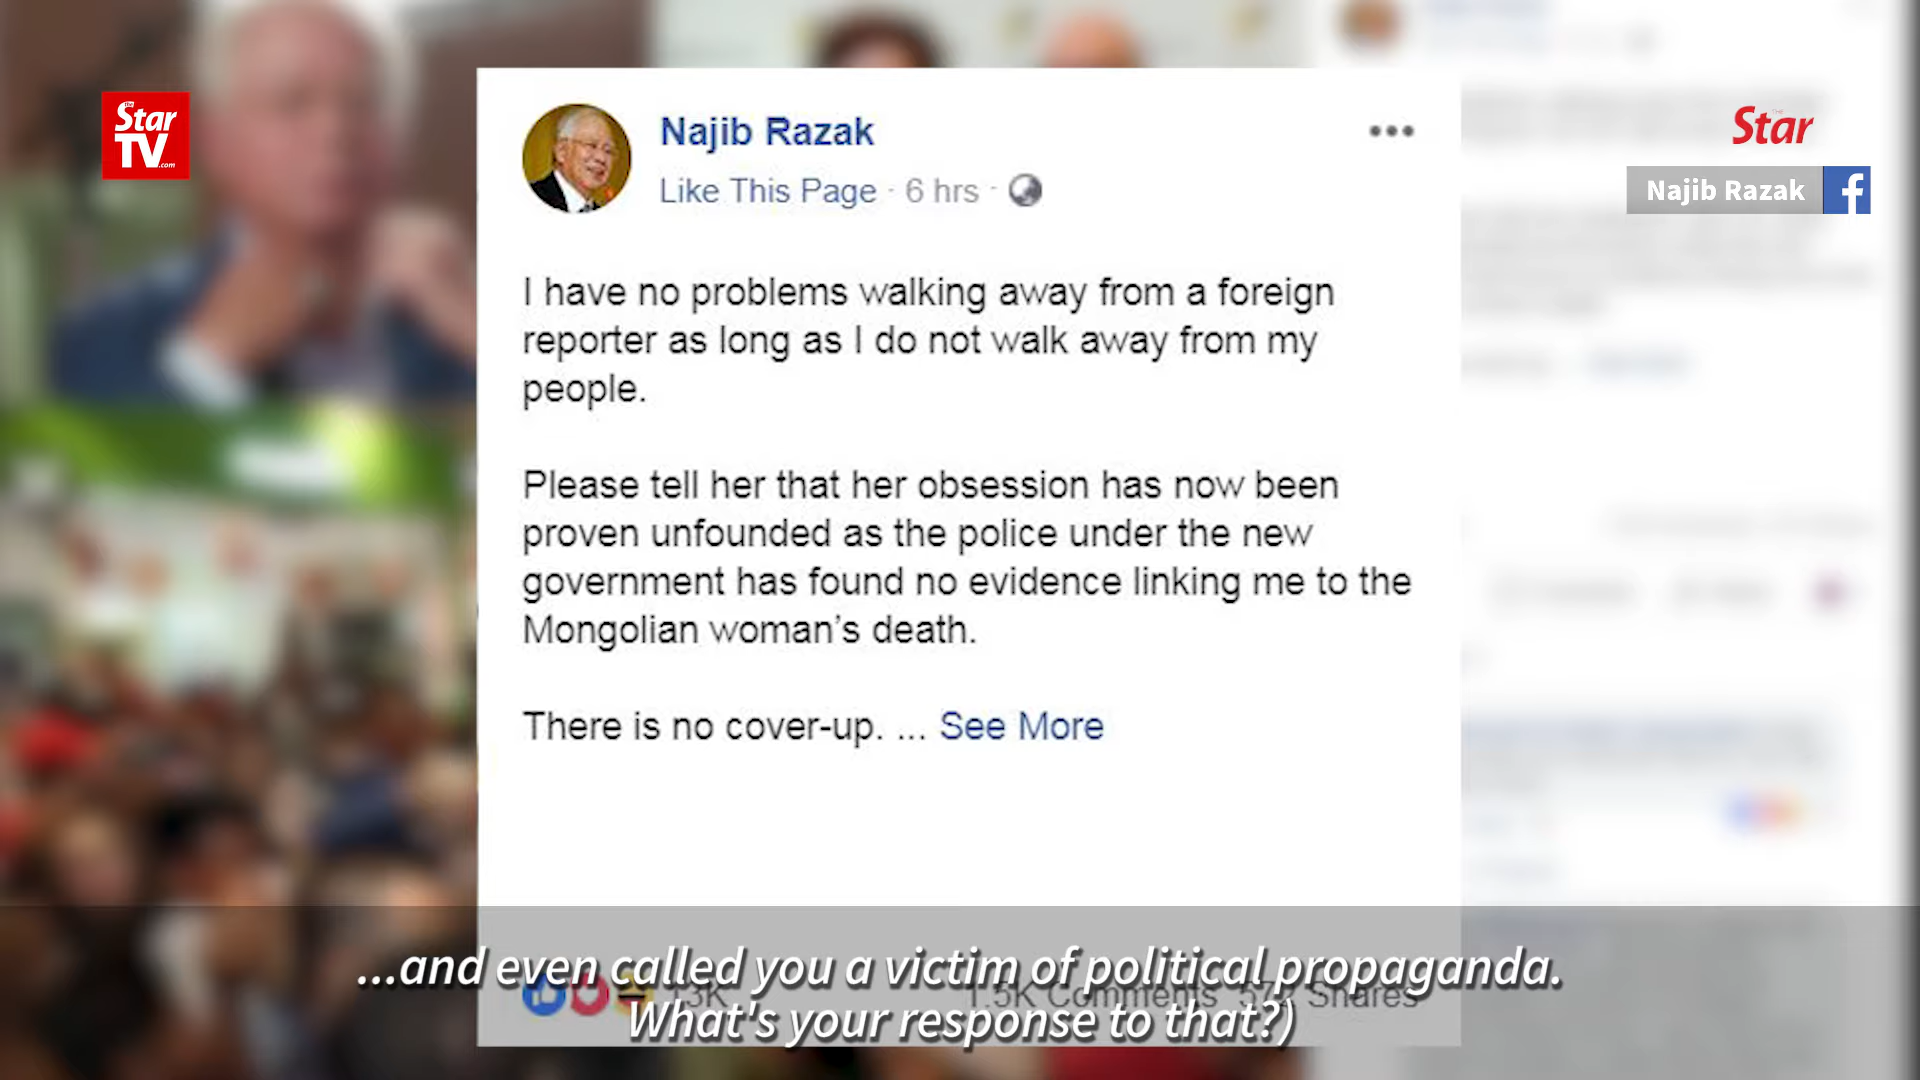 The Star TV.com
Star
Najib Razak
Najib Razak
Like This Page · 6 hrs ·
I have no problems walking away from a foreign
reporter as long as I do not walk away from my
people.
Please tell her that her obsession has now been
proven unfounded as the police under the new
government has found no evidence linking me to the
Mongolian woman’s death.
There is no cover-up. ... See More
...and even called you a victim of political propaganda.
What's your response to that?)
1.5K Comments Shares